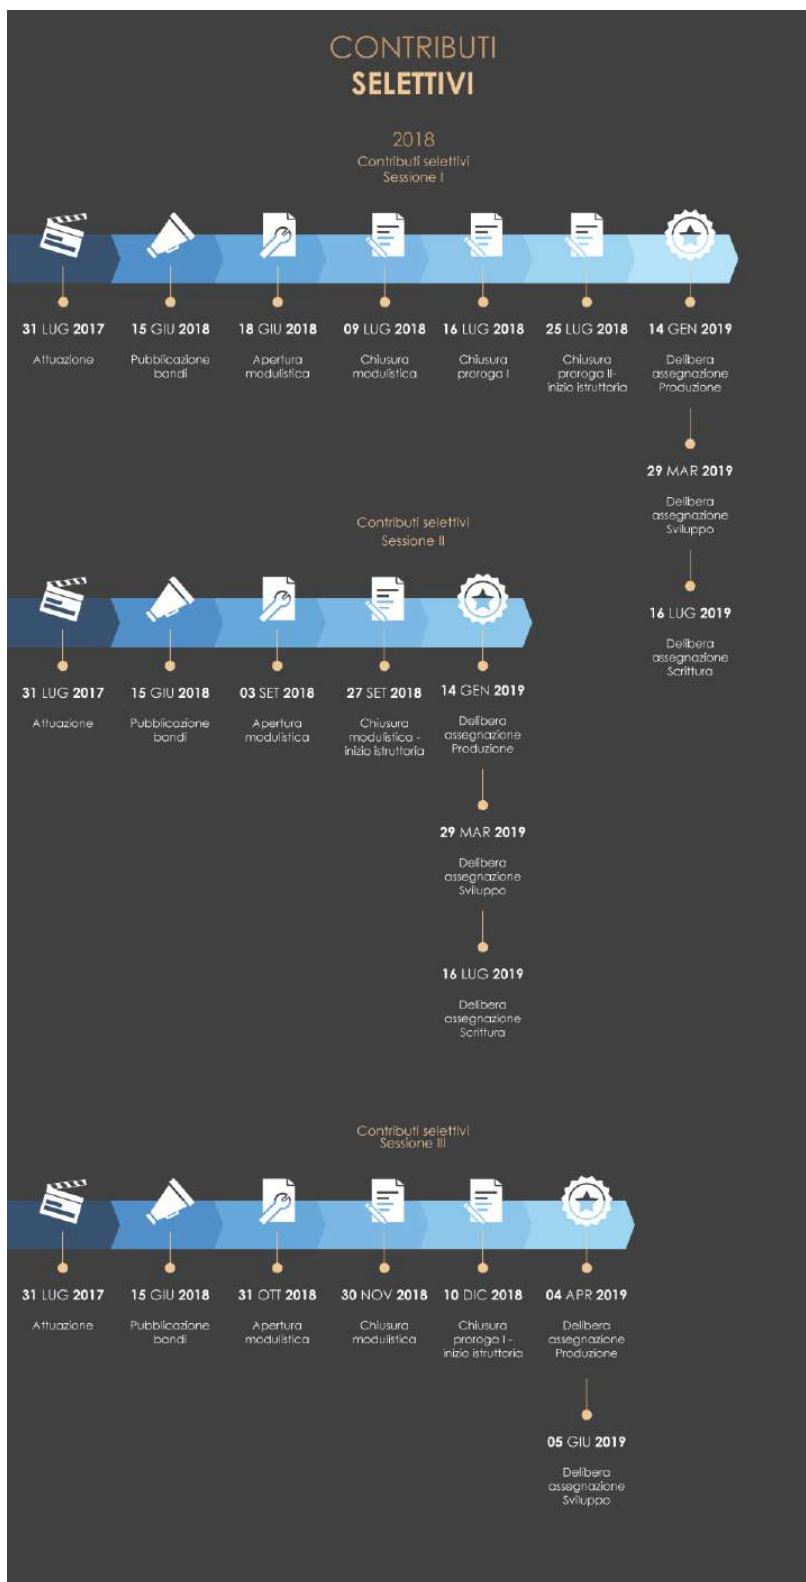 CONTRIBUTI
SELETTIVI
2018
Contributi selettivi
Sessione I
31 LUG 2017
Attuazione
15 GIU 2018
Pubblicazione
bandi
18 GIU 2018
Apertura
modulistica
09 LUG 2018
Chiusura
modulistica
16 LUG 2018
Chiusura
proroga I
25 LUG 2018
Chiusura
proroga II-
inizio istruttoria
14 GEN 2019
Delibera
assegnazione
Produzione
29 MAR 2019
Delibera
assegnazione
Sviluppo
16 LUG 2019
Delibera
assegnazione
Scrittura
Contributi selettivi
Sessione II
31 LUG 2017
Attuazione
15 GIU 2018
Pubblicazione
bandi
03 SET 2018
Apertura
modulistica
27 SET 2018
Chiusura
modulistica -
inizio istruttoria
14 GEN 2019
Delibera
assegnazione
Produzione
29 MAR 2019
Delibera
assegnazione
Sviluppo
16 LUG 2019
Delibera
assegnazione
Scrittura
Contributi selettivi
Sessione III
31 LUG 2017
Attuazione
15 GIU 2018
Pubblicazione
bandi
31 OTT 2018
Apertura
modulistica
30 NOV 2018
Chiusura
modulistica
10 DIC 2018
Chiusura
proroga I -
inizio istruttoria
04 APR 2019
Delibera
assegnazione
Produzione
05 GIU 2019
Delibera
assegnazione
Sviluppo